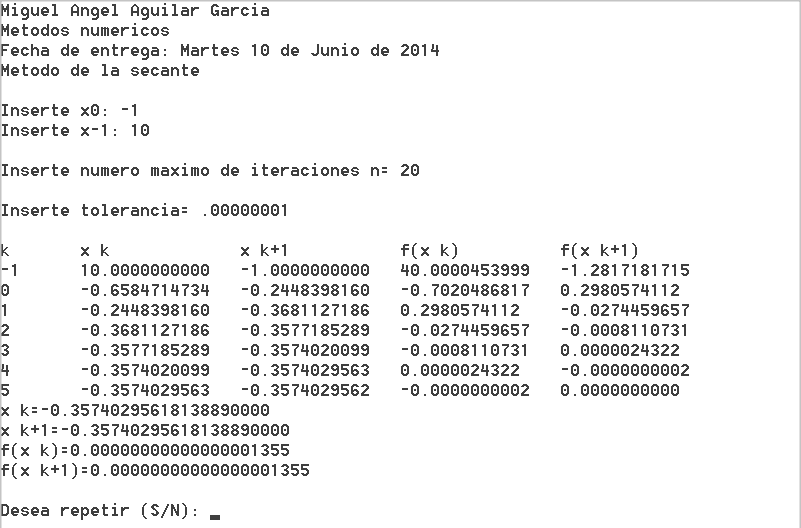 Miguel Angel Aguilar Garcia
Metodos numericos
Fecha de entrega: Martes 10 de Junio de 2014
Metodo de la secante
Inserte x0: -1
Inserte x-1: 10
Inserte numero maximo de iteraciones n= 20
Inserte tolerancia= .00000001
k x k x k+1 f(x k) f(x k+1)
-1 10.0000000000 -1.0000000000 40.0000453999 -1.2817181715
0 -0.6584714734 -0.2448398160 -0.7020486817 0.2980574112
1 -0.2448398160 -0.3681127186 0.2980574112 -0.0274459657
2 -0.3681127186 -0.3577185289 -0.0274459657 -0.0008110731
3 -0.3577185289 -0.3574020099 -0.0008110731 0.0000024322
4 -0.3574020099 -0.3574029563 0.0000024322 -0.0000000002
5 -0.3574029563 -0.3574029562 -0.0000000002 0.0000000000
x k=-0.35740295618138890000
x k+1=-0.35740295618138890000
f(x k)=0.00000000000000001355
f(x k+1)=0.00000000000000001355
Desea repetir (S/N): _